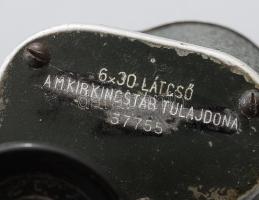 6×30 LÁTCSŐ
A M.KIR KINCSTÁR TULAJDONA
37755